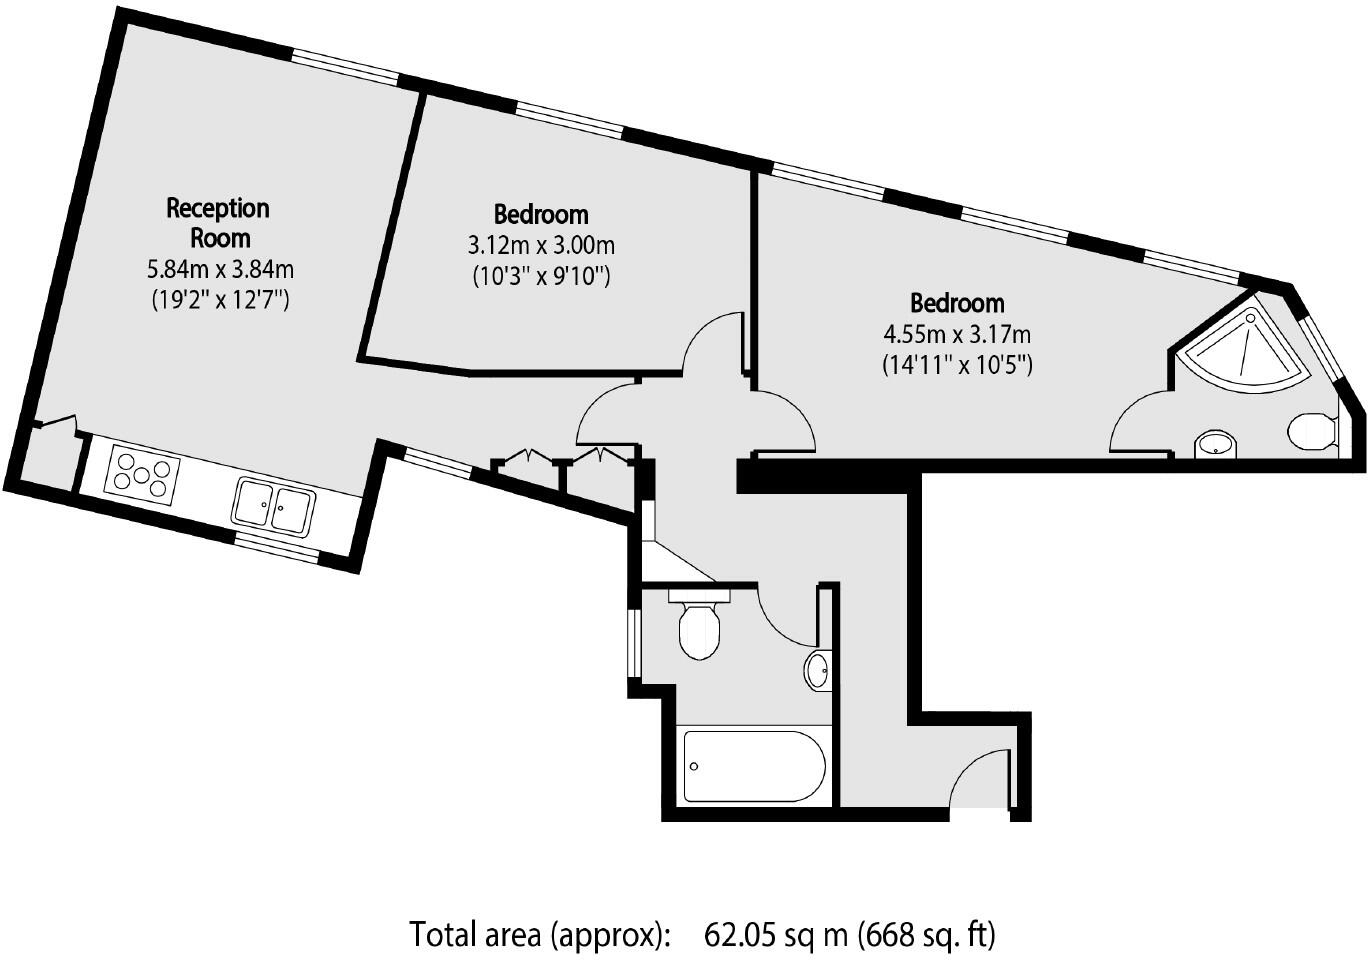 Reception
Room
5.84m x 3.84m
(19'2" x 12'7")
Bedroom
3.12m x 3.00m
(10'3" x 9'10")
Bedroom
4.55m x 3.17m
(14'11" x 10'5")
Total area (approx): 62.05 sq m (668 sq. ft)